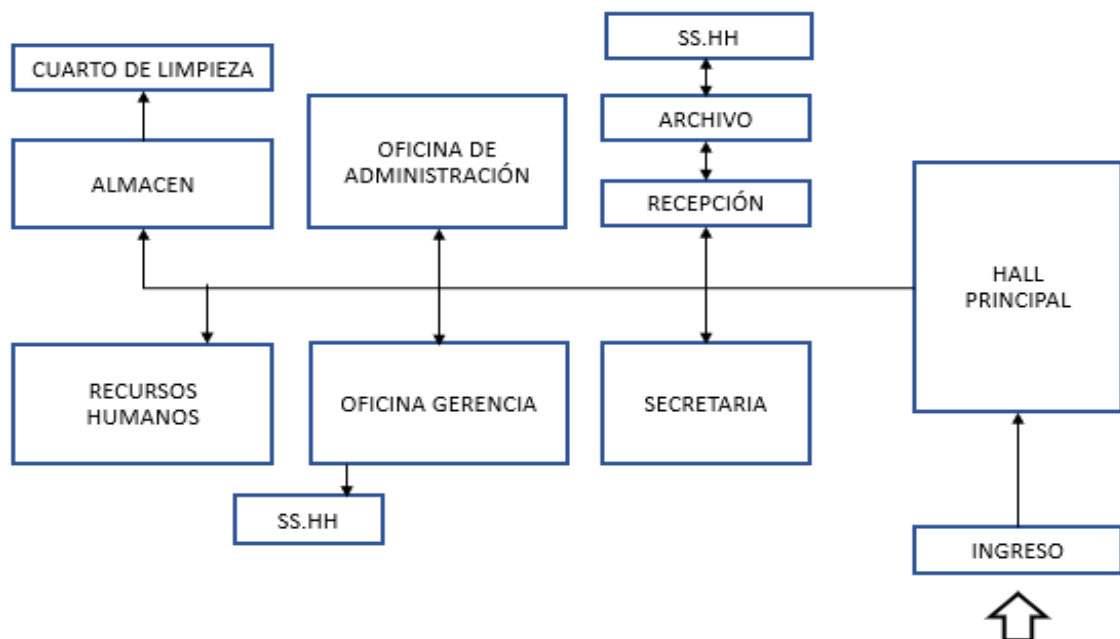 SS.HH
CUARTO DE LIMPIEZA
ARCHIVO
OFICINA DE
ADMINISTRACIÓN
ALMACEN
RECEPCIÓN
HALL
PRINCIPAL
RECURSOS
HUMANOS
OFICINA GERENCIA
SECRETARIA
SS.HH
INGRESO